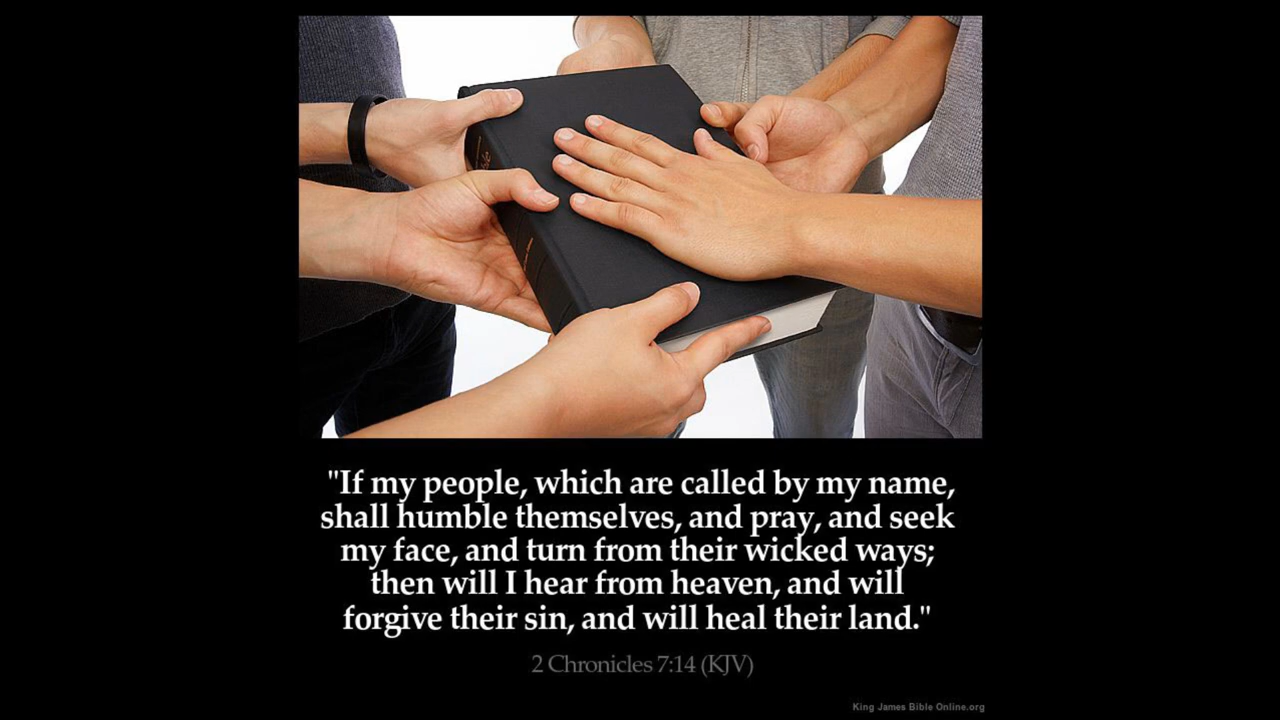 "If my people, which are called by my name,
shall humble themselves, and pray, and seek
my face, and turn from their wicked ways;
then will I hear from heaven, and will
forgive their sin, and will heal their land."
2 Chronicles 7:14 (KJV)
King James Bible Online.org